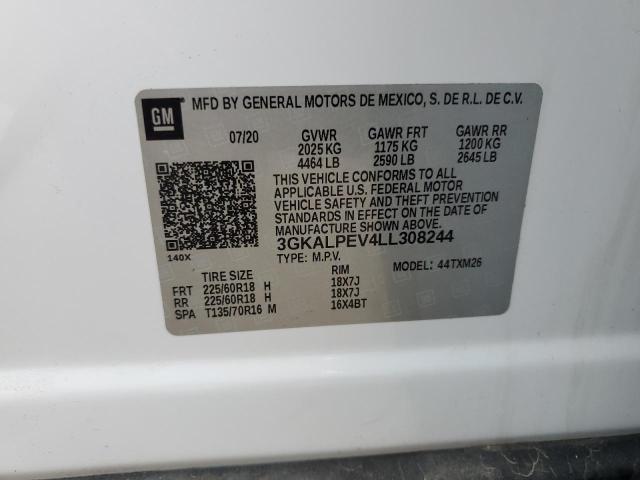 GM
MFD BY GENERAL MOTORS DE MEXICO, S. DE R.L. DE C.V.
07/20 GVWR GAWR FRT GAWR RR
2025 KG 1175 KG 1200 KG
4464 LB 2590 LB 2645 LB
THIS VEHICLE CONFORMS TO ALL
APPLICABLE U.S. FEDERAL MOTOR
VEHICLE SAFETY AND THEFT PREVENTION
STANDARDS IN EFFECT ON THE DATE OF
MANUFACTURE SHOWN ABOVE.
3GKALPEV4LL308244
140X
TYPE: M.P.V. MODEL: 44TXM26
TIRE SIZE RIM
FRT 225/60R18 H 18X7J
RR 225/60R18 H 18X7J
SPA T135/70R16 M 16X4BT